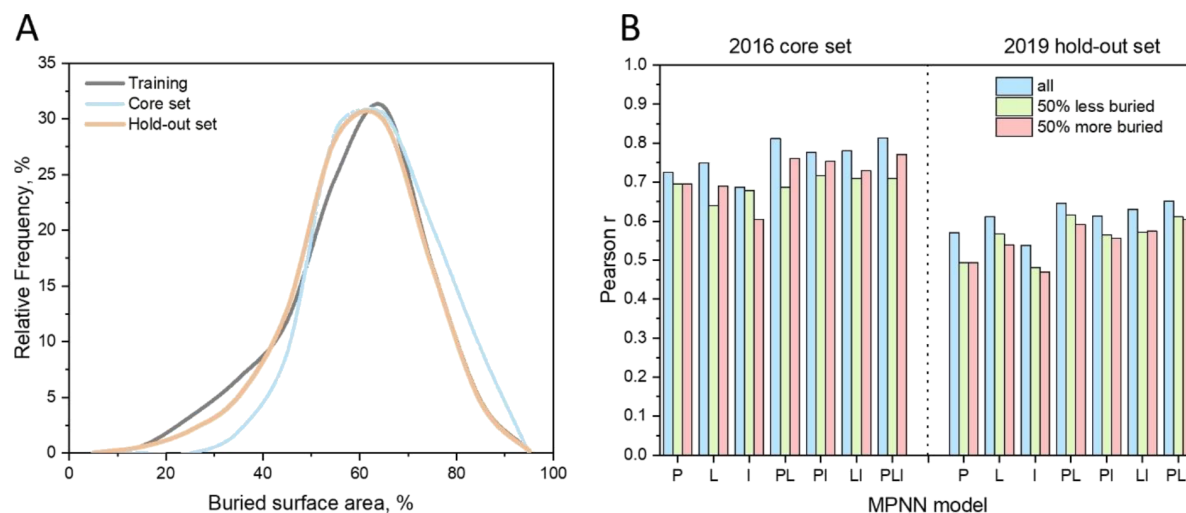 A
Relative Frequency, %
35
30
25
20
15
10
5
0
Training
Core set
Hold-out set
0 20 40 60 80 100
Buried surface area, %
B
2016 core set 2019 hold-out set
Pearson r
1.0
0.9
0.8
0.7
0.6
0.5
0.4
0.3
0.2
0.1
0.0
all
50% less buried
50% more buried
P L I PL PI LI PLI P L I PL PI LI PL
MPNN model